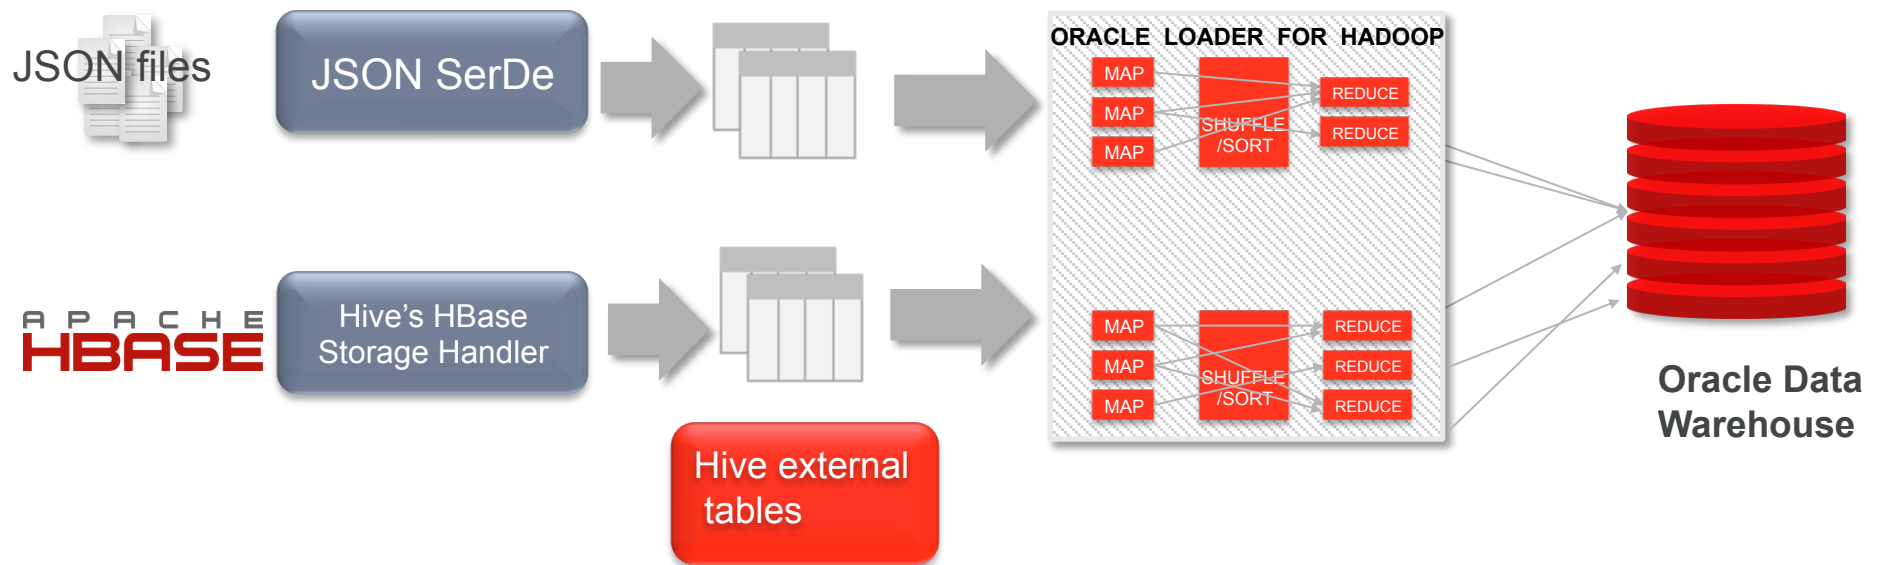 JSON files
JSON SerDe
ORACLE LOADER FOR HADOOP
MAP
MAP
MAP
SHUFFLE
/SORT
REDUCE
REDUCE
APACHE
HBASE
Hive's HBase
Storage Handler
MAP
MAP
MAP
SHUFFLE
/SORT
REDUCE
REDUCE
REDUCE
Hive external
tables
Oracle Data
Warehouse